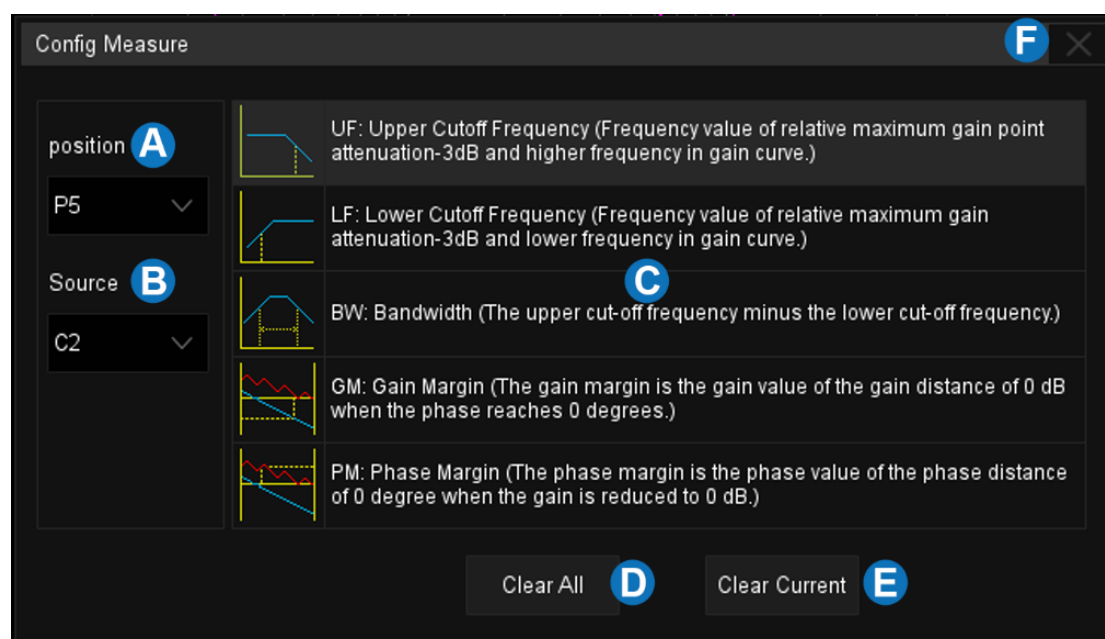 Config Measure
F
position A
P5
Source B
C2
UF: Upper Cutoff Frequency (Frequency value of relative maximum gain point
attenuation-3dB and higher frequency in gain curve.)
LF: Lower Cutoff Frequency (Frequency value of relative maximum gain
attenuation-3dB and lower frequency in gain curve.)
C
BW: Bandwidth (The upper cut-off frequency minus the lower cut-off frequency.)
GM: Gain Margin (The gain margin is the gain value of the gain distance of 0 dB
when the phase reaches 0 degrees.)
PM: Phase Margin (The phase margin is the phase value of the phase distance
of 0 degree when the gain is reduced to 0 dB.)
Clear All D
Clear Current E